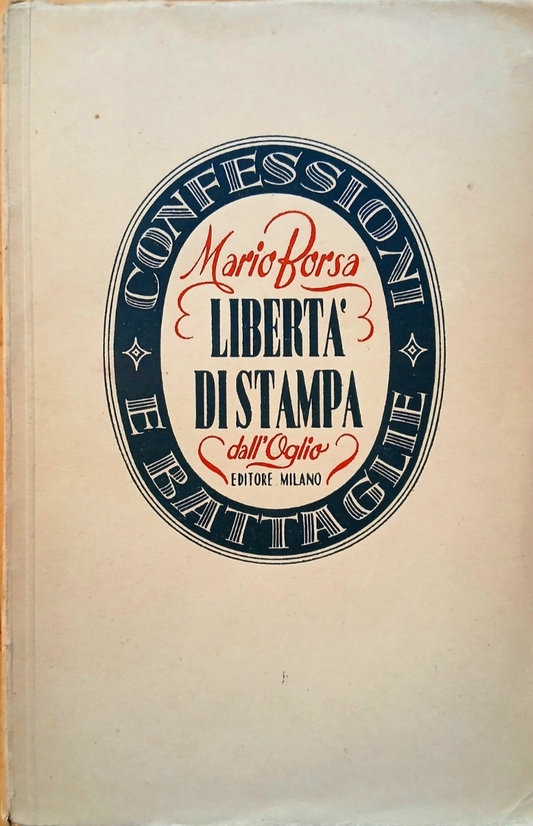 CONFESSIONI
E BATTAGLIE
Mario Borsa
LIBERTA'
DI STAMPA
dall'Oglio
EDITORE MILANO